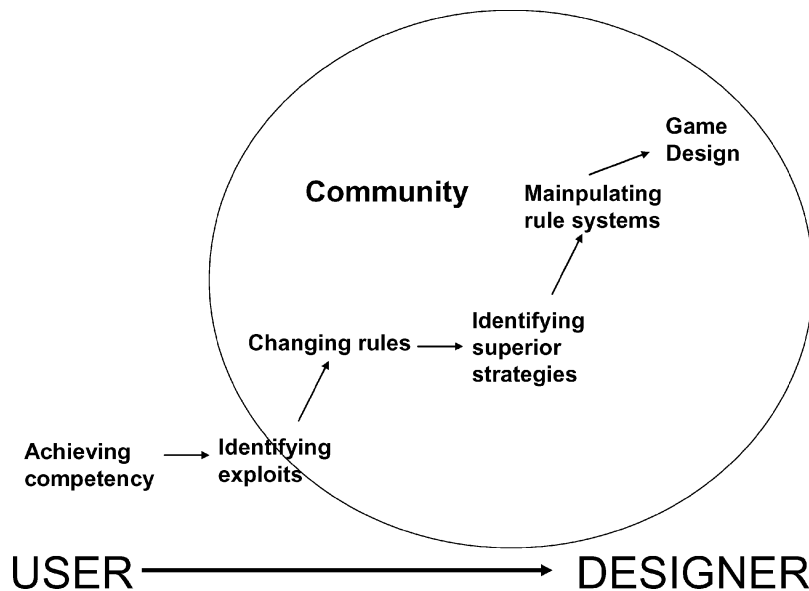 Game
Design
Community
Mainpulating
rule systems
Identifying
superior
strategies
Changing rules
Achieving
competency
Identifying
exploits
USER
DESIGNER